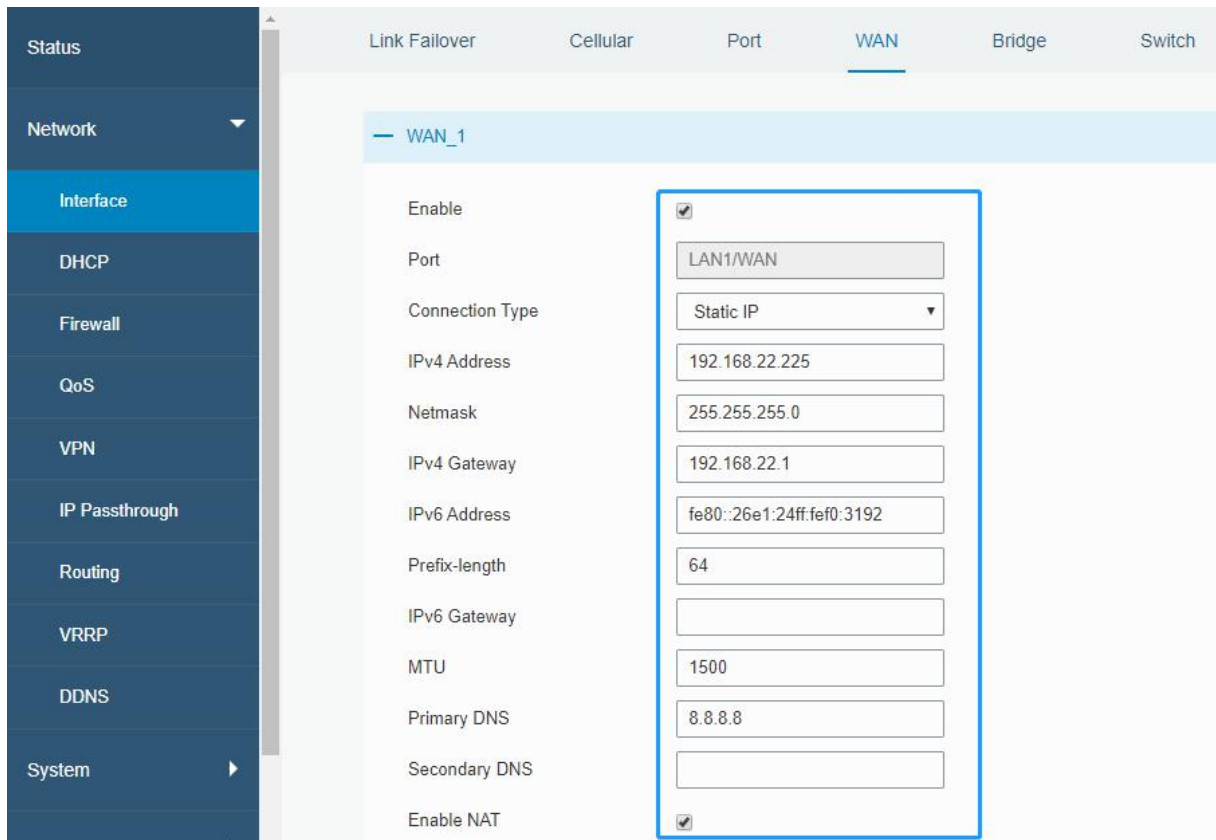 Status
Network
Interface
DHCP
Firewall
QoS
VPN
IP Passthrough
Routing
VRRP
DDNS
System
Link Failover Cellular Port WAN Bridge Switch
WAN_1
Enable
Port LAN1/WAN
Connection Type Static IP
IPv4 Address 192.168.22.225
Netmask 255.255.255.0
IPv4 Gateway 192.168.22.1
IPv6 Address fe80::26e1:24ff:fef0:3192
Prefix-length 64
IPv6 Gateway
MTU 1500
Primary DNS 8.8.8.8
Secondary DNS
Enable NAT